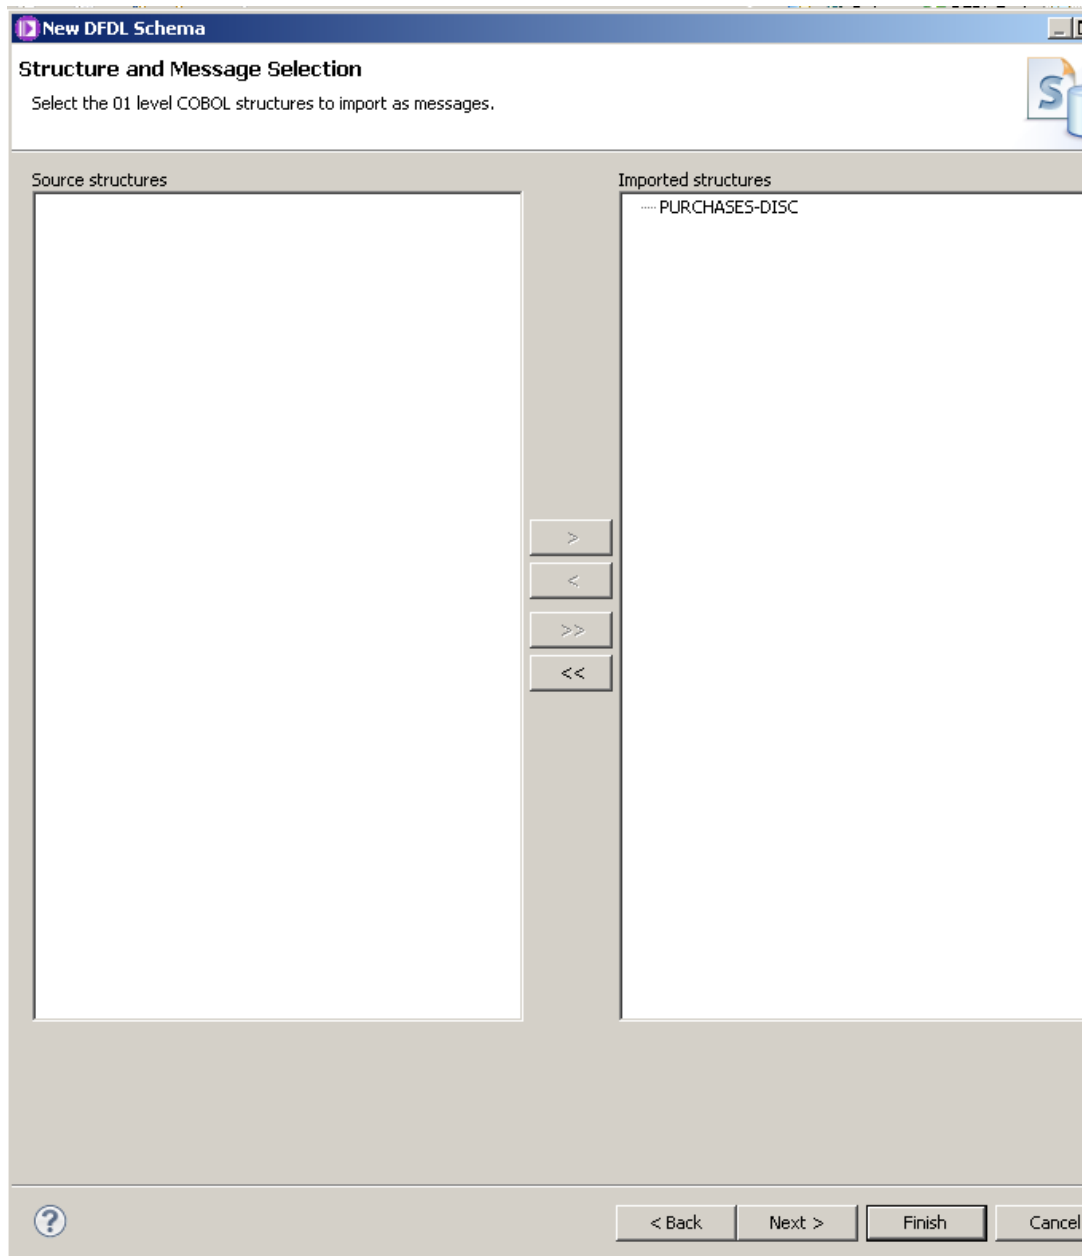 New DFDL Schema
Structure and Message Selection
Select the 01 level COBOL structures to import as messages.
Source structures
Imported structures
PURCHASES-DISC
>
<
>>
<<
< Back
Next >
Finish
Cancel